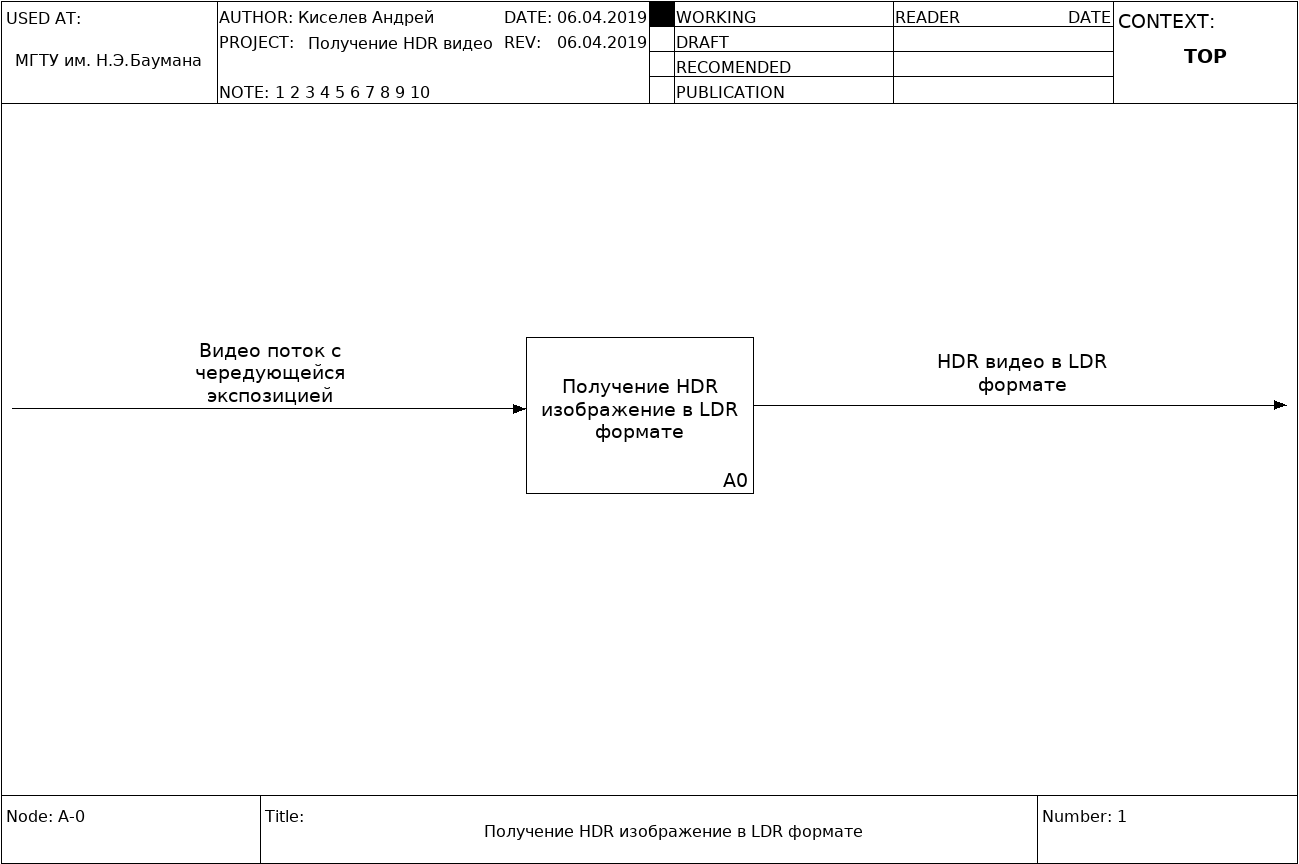 USED AT:
МГТУ им. Н.Э.Баумана
AUTHOR: Киселев Андрей DATE: 06.04.2019
PROJECT: Получение HDR видео REV: 06.04.2019
NOTE: 1 2 3 4 5 6 7 8 9 10
WORKING
DRAFT
RECOMENDED
PUBLICATION
READER DATE
CONTEXT:
TOP
Видео поток с
чередующейся
экспозицией
Получение HDR
изображение в LDR
формате
A0
HDR видео в LDR
формате
Node: A-0
Title:
Получение HDR изображение в LDR формате
Number: 1